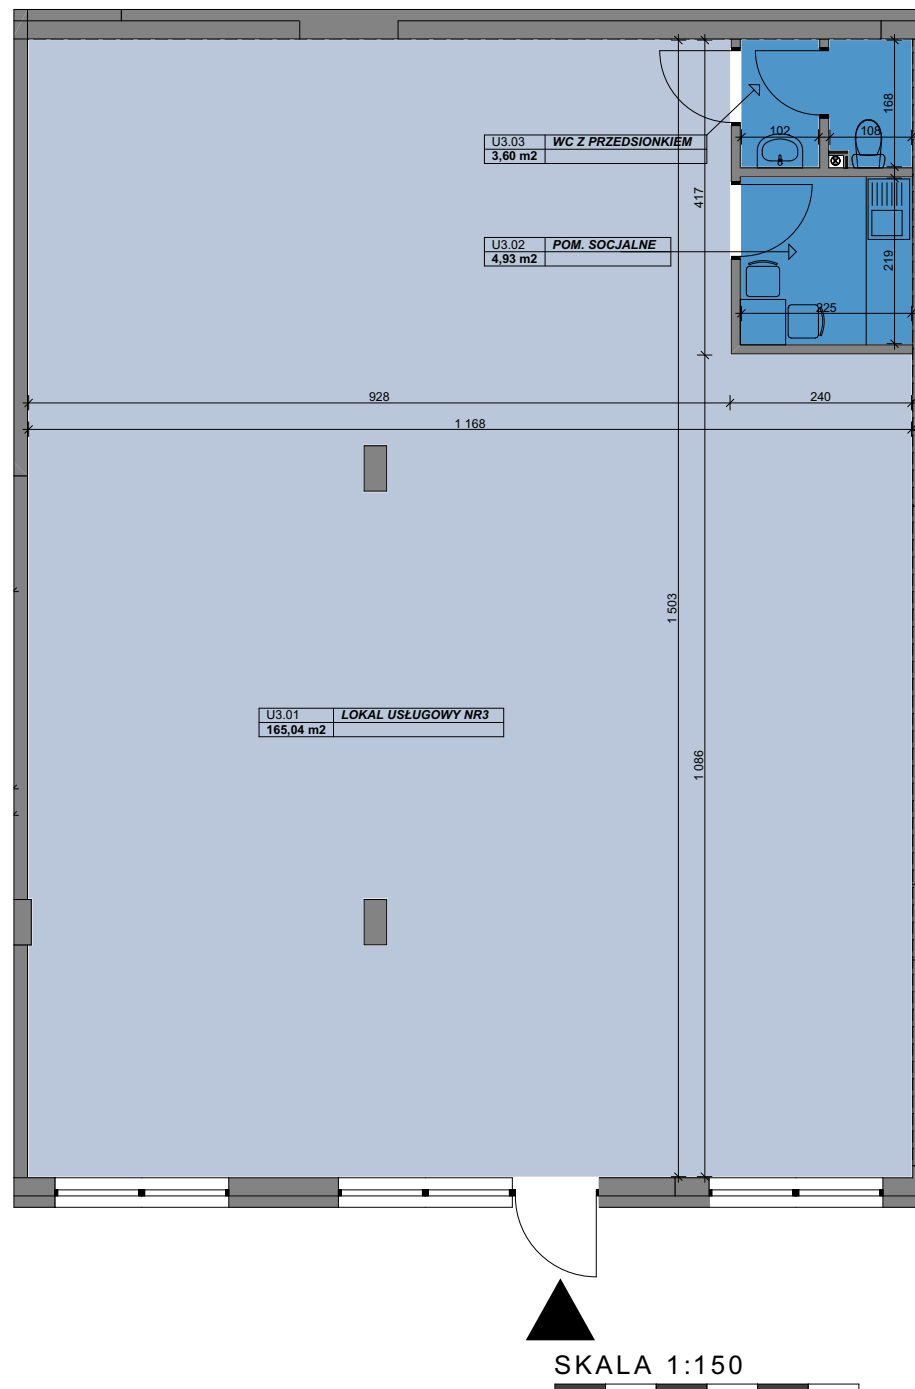 168
102
108
U3.03 WC Z PRZEDSIONKIEM
3,60 m2
417
U3.02 POM. SOCJALNE
4,93 m2
219
225
928
240
1 168
1 503
U3.01 LOKAL USŁUGOWY NR3
165,04 m2
1 086
SKALA 1:150